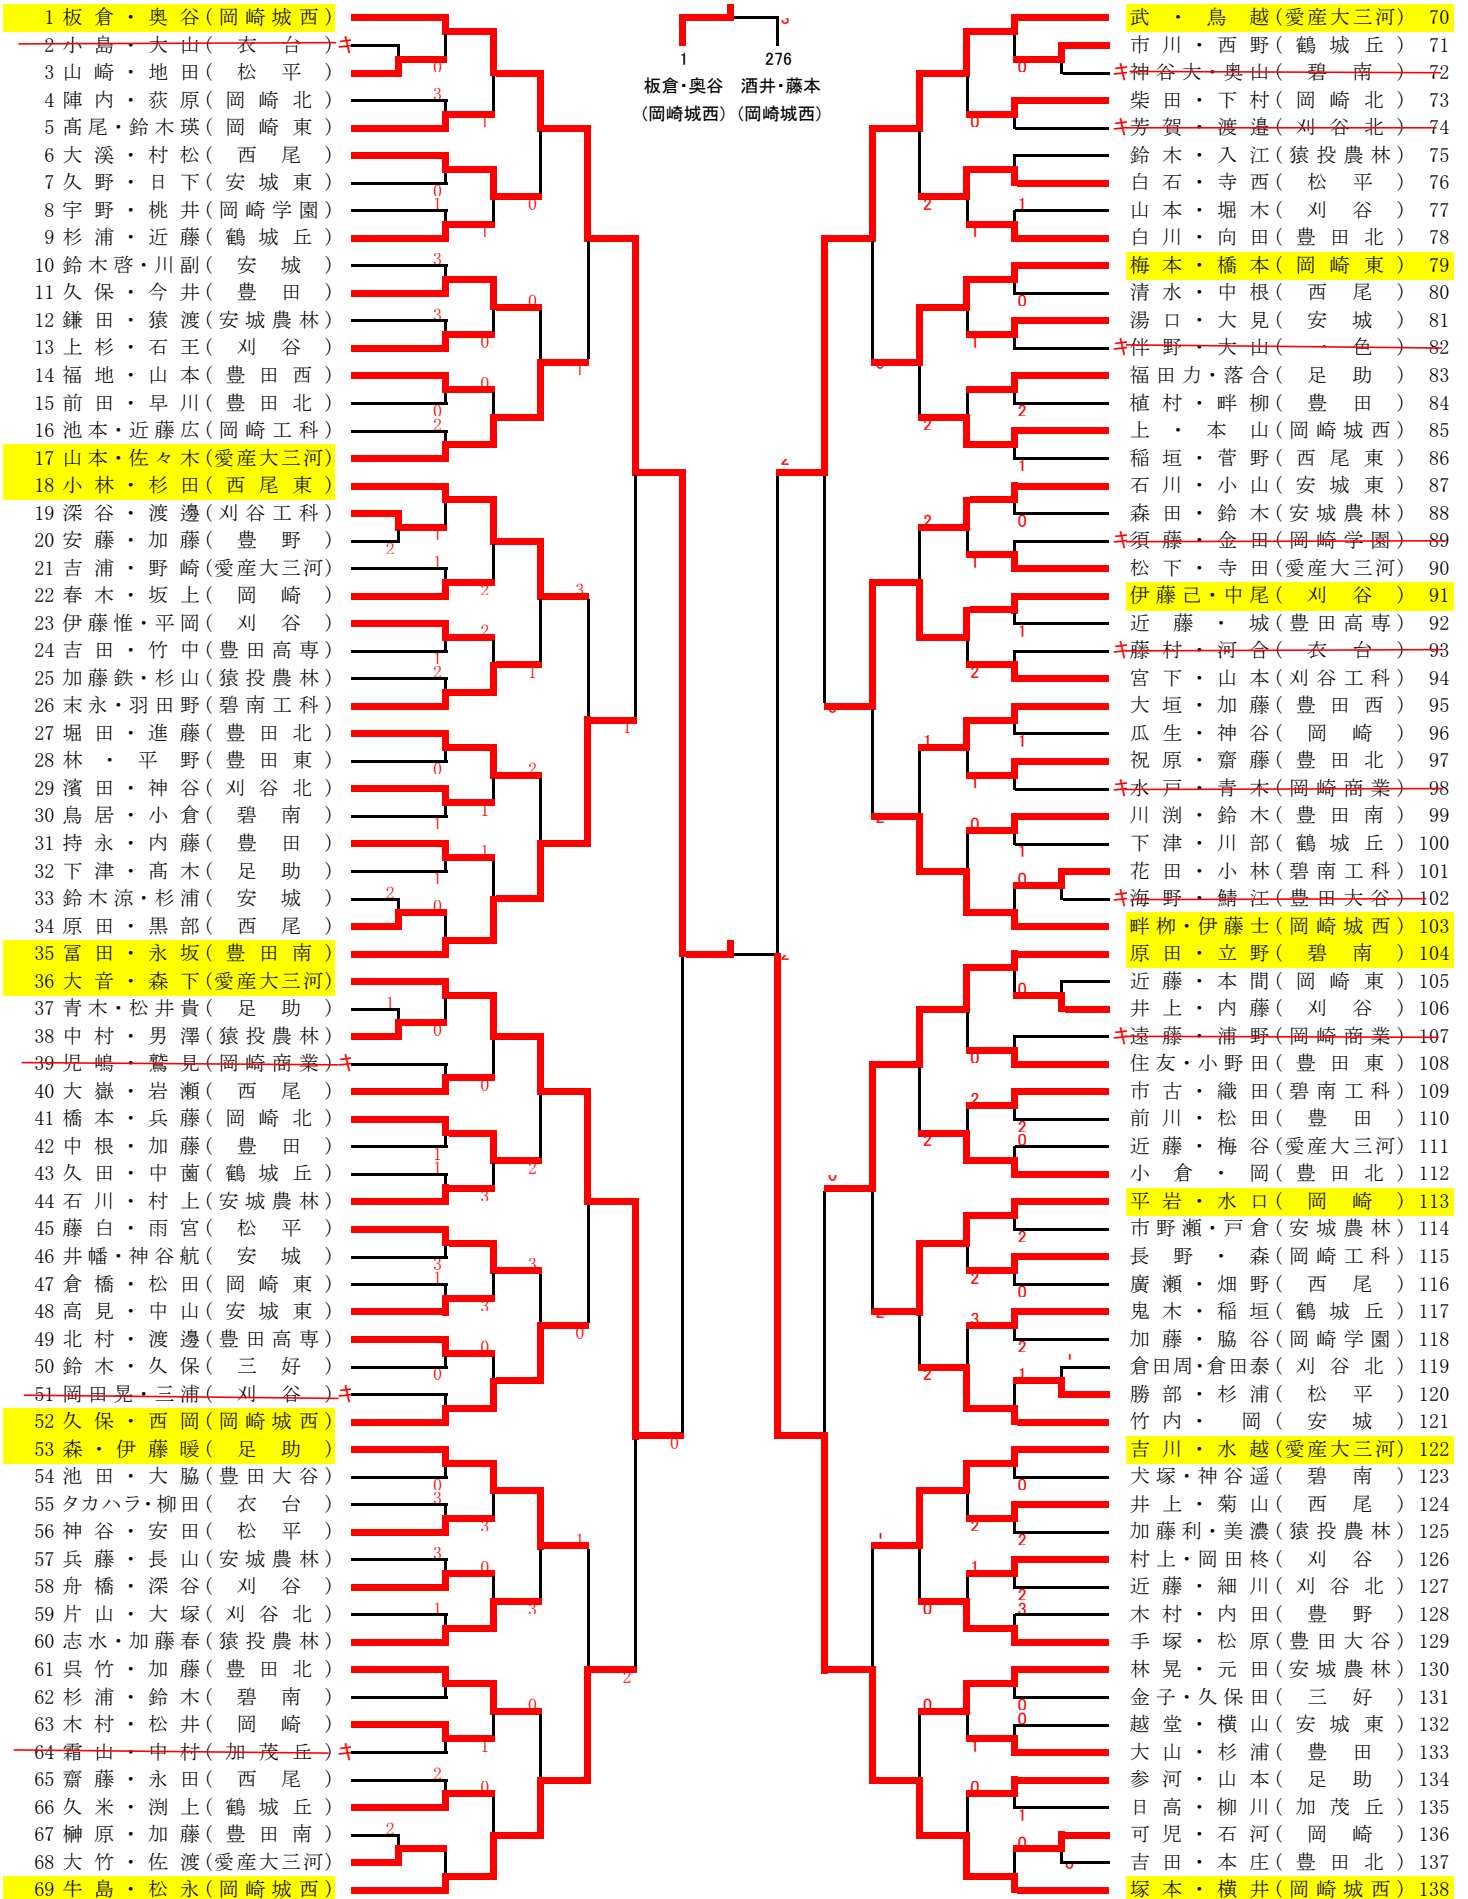 1 板倉・奥谷(岡崎城西)
2 小島・大山(衣台)キ
3 山崎・地田(松平)
4 陣内・荻原(岡崎北)
5 髙尾・鈴木瑛(岡崎東)
6 大溪・村松(西尾)
7 久野・日下(安城東)
8 宇野・桃井(岡崎学園)
9 杉浦・近藤(鶴城丘)
10 鈴木啓・川副(安城)
11 久保・今井(豊田)
12 鎌田・猿渡(安城農林)
13 上杉・石王(刈谷)
14 福地・山本(豊田西)
15 前田・早川(豊田北)
16 池本・近藤広(岡崎工科)
17 山本・佐々木(愛産大三河)
18 小林・杉田(西尾東)
19 深谷・渡邊(刈谷工科)
20 安藤・加藤(豊野)
21 吉浦・野崎(愛産大三河)
22 春木・坂上(岡崎)
23 伊藤惟・平岡(刈谷)
24 吉田・竹中(豊田高専)
25 加藤鉄・杉山(猿投農林)
26 末永・羽田野(碧南工科)
27 堀田・進藤(豊田北)
28 林・平野(豊田東)
29 濱田・神谷(刈谷北)
30 鳥居・小倉(碧南)
31 持永・内藤(豊田)
32 下津・髙木(足助)
33 鈴木涼・杉浦(安城)
34 原田・黒部(西尾)
35 冨田・永坂(豊田南)
36 大音・森下(愛産大三河)
37 青木・松井貴(足助)
38 中村・男澤(猿投農林)
39 児嶋・鷲見(岡崎商業)キ
40 大嶽・岩瀬(西尾)
41 橋本・兵藤(岡崎北)
42 中根・加藤(豊田)
43 久田・中薗(鶴城丘)
44 石川・村上(安城農林)
45 藤白・雨宮(松平)
46 井幡・神谷航(安城)
47 倉橋・松田(岡崎東)
48 高見・中山(安城東)
49 北村・渡邊(豊田高専)
50 鈴木・久保(三好)
51 岡田晃・三浦(刈谷)キ
52 久保・西岡(岡崎城西)
53 森・伊藤暖(足助)
54 池田・大脇(豊田大谷)
55 タカハラ・柳田(衣台)
56 神谷・安田(松平)
57 兵藤・長山(安城農林)
58 舟橋・深谷(刈谷)
59 片山・大塚(刈谷北)
60 志水・加藤春(猿投農林)
61 呉竹・加藤(豊田北)
62 杉浦・鈴木(碧南)
63 木村・松井(岡崎)
64 霜山・中村(加茂丘)キ
65 齋藤・永田(西尾)
66 久米・渕上(鶴城丘)
67 榊原・加藤(豊田南)
68 大竹・佐渡(愛産大三河)
69 牛島・松永(岡崎城西)
1 276
板倉・奥谷 酒井・藤本
(岡崎城西)(岡崎城西)
武・鳥越(愛産大三河) 70
市川・西野(鶴城丘) 71
キ神谷大・奥山(碧南) 72
柴田・下村(岡崎北) 73
キ芳賀・渡邉(刈谷北) 74
鈴木・入江(猿投農林) 75
白石・寺西(松平) 76
山本・堀木(刈谷) 77
白川・向田(豊田北) 78
梅本・橋本(岡崎東) 79
清水・中根(西尾) 80
湯口・大見(安城) 81
キ伴野・大山(一色) 82
福田力・落合(足助) 83
植村・畔柳(豊田) 84
上・本山(岡崎城西) 85
稲垣・菅野(西尾東) 86
石川・小山(安城東) 87
森田・鈴木(安城農林) 88
キ須藤・金田(岡崎学園) 89
松下・寺田(愛産大三河) 90
伊藤己・中尾(刈谷) 91
近藤・城(豊田高専) 92
キ藤村・河合(衣台) 93
宮下・山本(刈谷工科) 94
大垣・加藤(豊田西) 95
瓜生・神谷(岡崎) 96
祝原・齋藤(豊田北) 97
キ水戸・青木(岡崎商業) 98
川渕・鈴木(豊田南) 99
下津・川部(鶴城丘) 100
花田・小林(碧南工科) 101
キ海野・鯖江(豊田大谷) 102
畔栁・伊藤士(岡崎城西) 103
原田・立野(碧南) 104
近藤・本間(岡崎東) 105
井上・内藤(刈谷) 106
キ遠藤・浦野(岡崎商業) 107
住友・小野田(豊田東) 108
市古・織田(碧南工科) 109
前川・松田(豊田) 110
近藤・梅谷(愛産大三河) 111
小倉・岡(豊田北) 112
平岩・水口(岡崎) 113
市野瀬・戸倉(安城農林) 114
長野・森(岡崎工科) 115
廣瀬・畑野(西尾) 116
鬼木・稲垣(鶴城丘) 117
加藤・脇谷(岡崎学園) 118
倉田周・倉田泰(刈谷北) 119
勝部・杉浦(松平) 120
竹内・岡(安城) 121
吉川・水越(愛産大三河) 122
犬塚・神谷遥(碧南) 123
井上・菊山(西尾) 124
加藤利・美濃(猿投農林) 125
村上・岡田柊(刈谷) 126
近藤・細川(刈谷北) 127
木村・内田(豊野) 128
手塚・松原(豊田大谷) 129
林晃・元田(安城農林) 130
金子・久保田(三好) 131
越堂・横山(安城東) 132
大山・杉浦(豊田) 133
参河・山本(足助) 134
日高・柳川(加茂丘) 135
可児・石河(岡崎) 136
吉田・本庄(豊田北) 137
塚本・横井(岡崎城西) 138